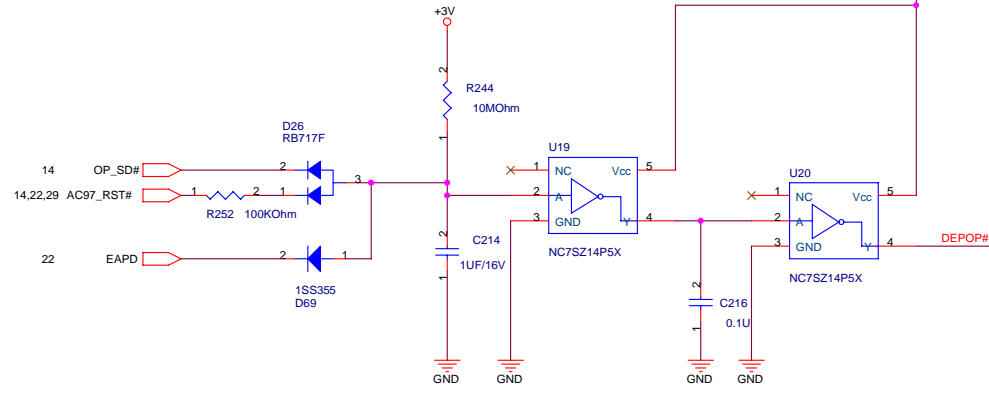 +3V
2
R244
10MOhm
1
D26
RB717F
14
OP_SD#
2
3
14,22,29
AC97_RST#
1
2
1
R252
100KOhm
22
EAPD
2
1
1SS355
D69
2
C214
1UF/16V
1
GND
U19
1
NC
Vcc
5
2
A
3
GND
Y
4
NC7SZ14P5X
GND
2
C216
0.1U
1
GND
U20
1
NC
Vcc
5
2
A
3
GND
Y
4
DEPOP#
NC7SZ14P5X
GND